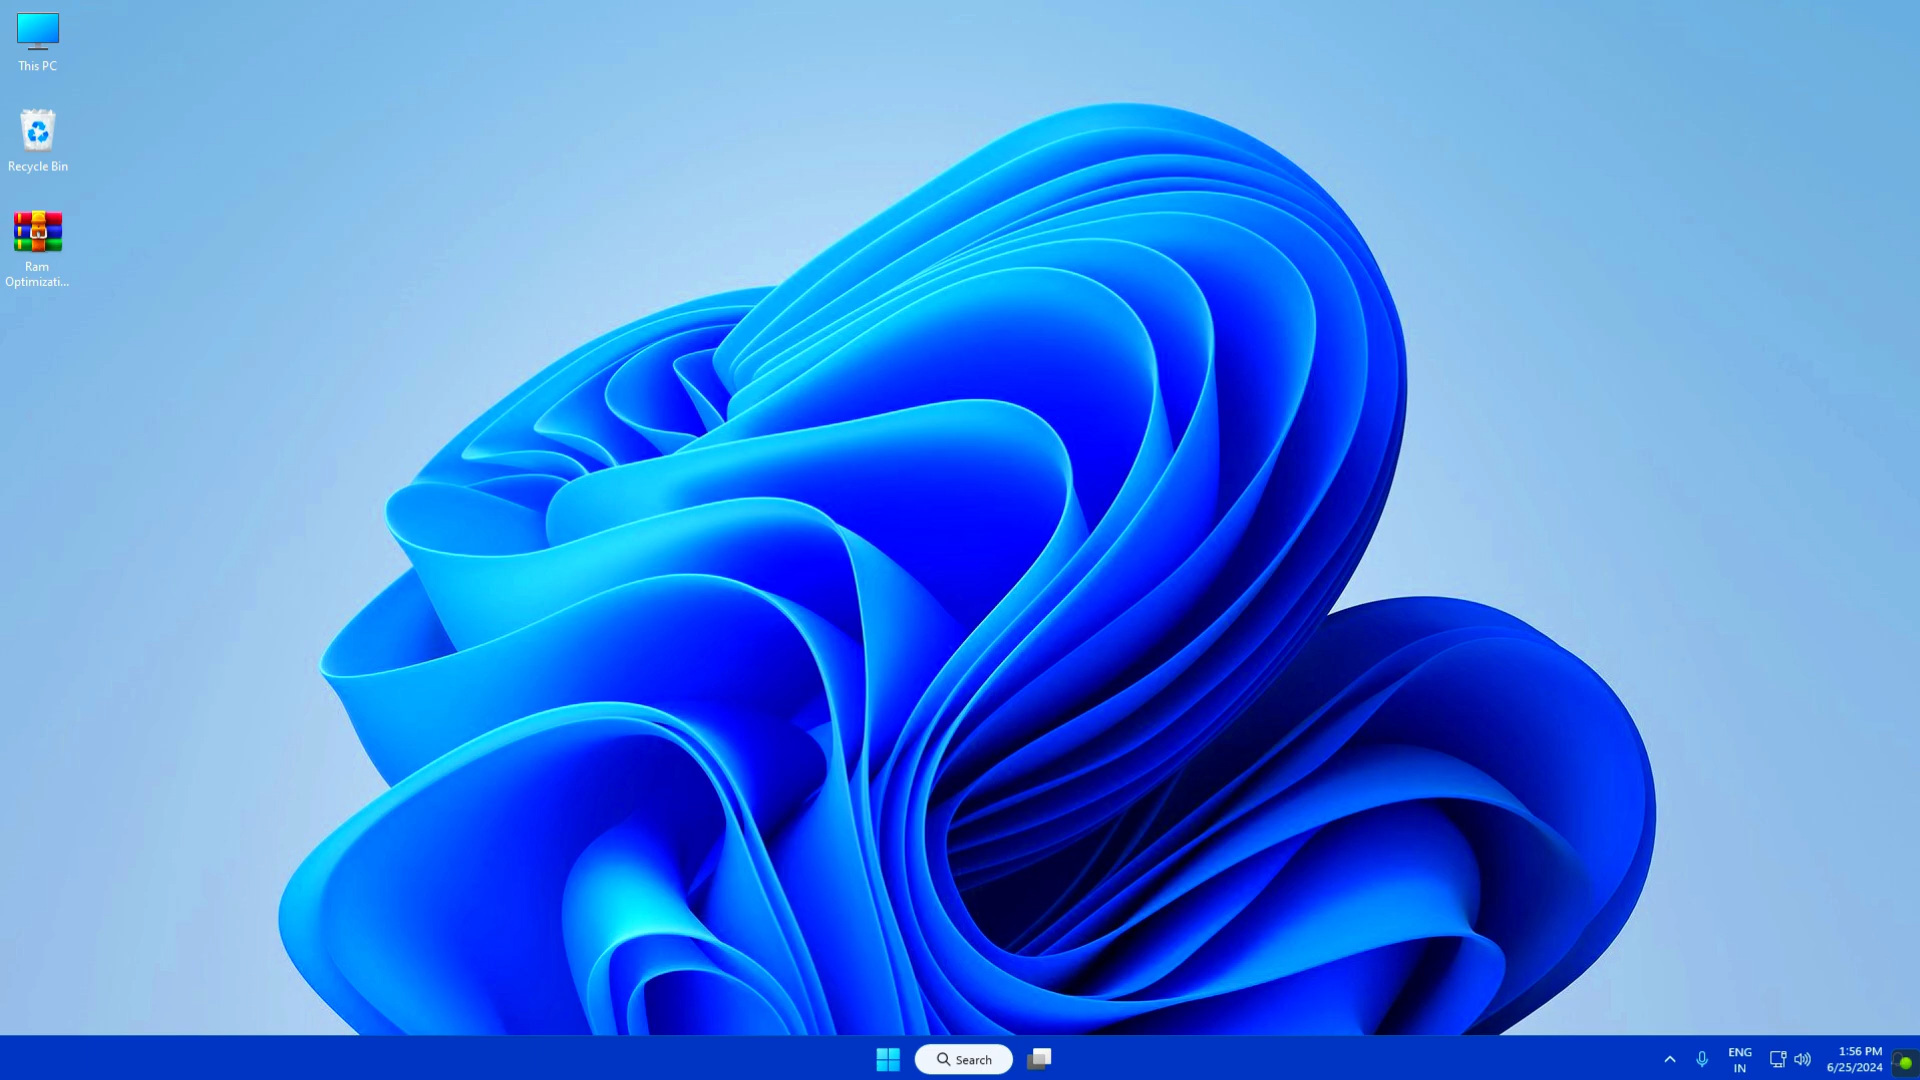 This PC
Recycle Bin
Ram
Optimizati...
Search
ENG
IN
1:56 PM
6/25/2024